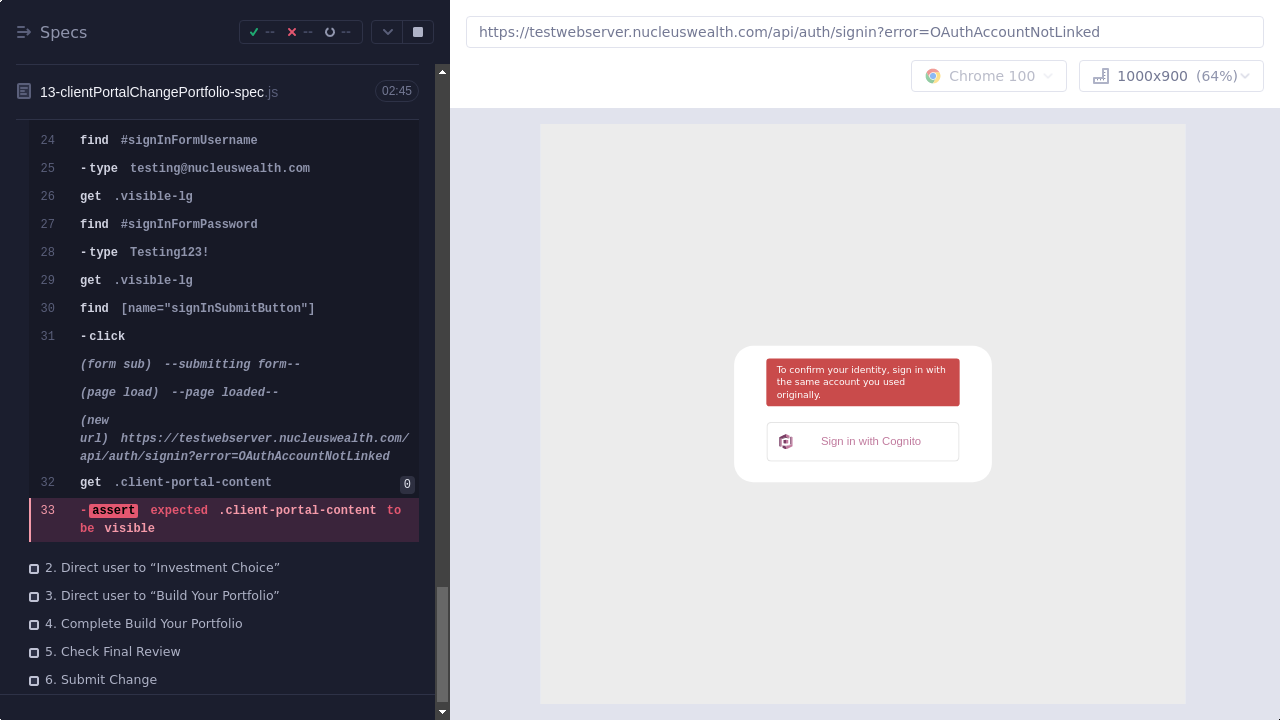 Specs
-- -- --
13-clientPortalChangePortfolio-spec.js 02:45
24 find #signInFormUsername
25 -type testing@nucleuswealth.com
26 get .visible-lg
27 find #signInFormPassword
28 -type Testing123!
29 get .visible-lg
30 find [name="signInSubmitButton"]
31 -click
(form sub) --submitting form--
(page load) --page loaded--
(new
url) https://testwebserver.nucleuswealth.com/
api/auth/signin?error=OAuthAccountNotLinked
32 get .client-portal-content 0
33 -assert expected .client-portal-content to
be visible
2. Direct user to “Investment Choice”
3. Direct user to “Build Your Portfolio”
4. Complete Build Your Portfolio
5. Check Final Review
6. Submit Change
https://testwebserver.nucleuswealth.com/api/auth/signin?error=OAuthAccountNotLinked
Chrome 100
1000x900 (64%)
To confirm your identity, sign in with
the same account you used
originally.
Sign in with Cognito